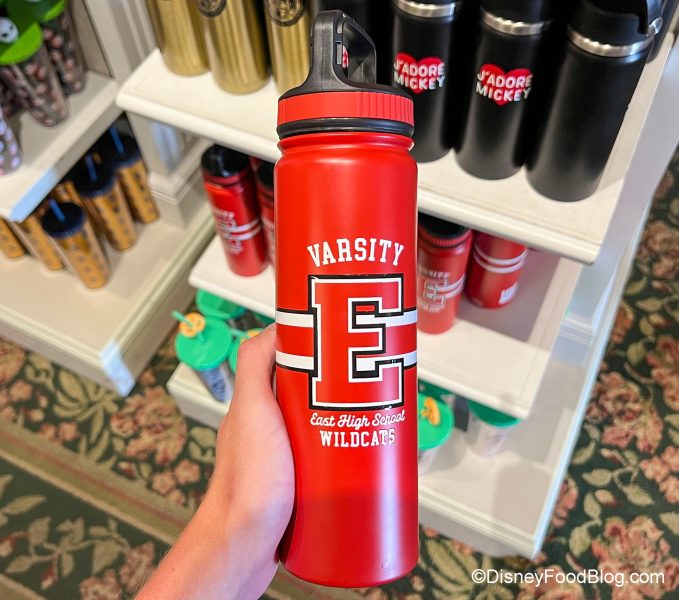 J'ADORE
MICKEY
J'ADORE
MICKEY
VARSITY
E
East High School
WILDCATS
©DisneyFoodBlog.com